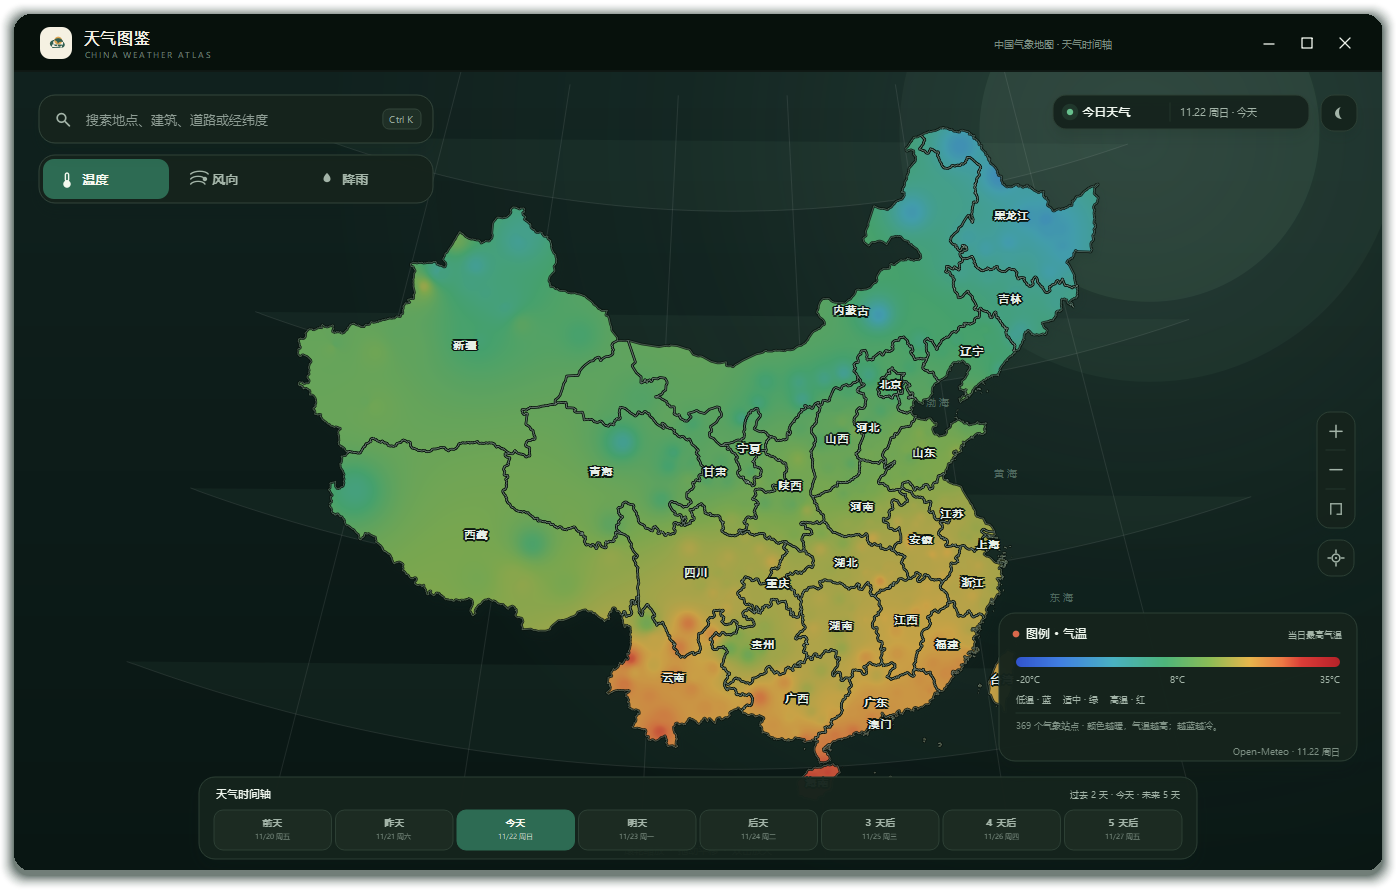 天气图鉴
CHINA WEATHER ATLAS
中国气象地图 · 天气时间轴
搜索地点、建筑、道路或经纬度
Ctrl K
今日天气
11.22 周日 · 今天
温度
风向
降雨
黑龙江
吉林
内蒙古
辽宁
新疆
北京
渤海
河北
山西
宁夏
山东
青海
甘肃
黄海
陕西
河南
江苏
西藏
安徽
上海
湖北
四川
重庆
浙江
东海
湖南
江西
贵州
福建
云南
台
广西
广东
澳门
图例 • 气温
当日最高气温
-20°C
8°C
35°C
低温 · 蓝
适中 · 绿
高温 · 红
369 个气象站点 · 颜色越暖，气温越高；越蓝越冷。
Open-Meteo · 11.22 周日
天气时间轴
过去 2 天 · 今天 · 未来 5 天
前天
11/20 周五
昨天
11/21 周六
今天
11/22 周日
明天
11/23 周一
后天
11/24 周二
3 天后
11/25 周三
4 天后
11/26 周四
5 天后
11/27 周五